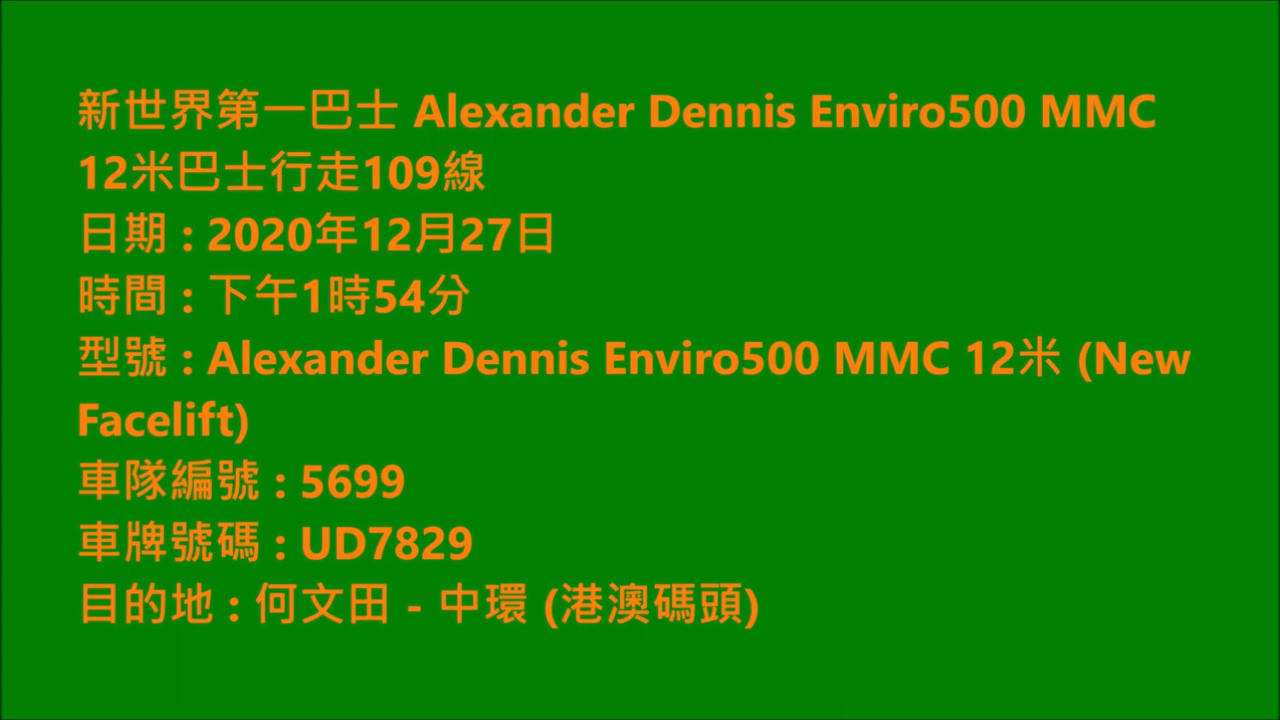 新世界第一巴士 Alexander Dennis Enviro500 MMC
12米巴士行走109線
日期 : 2020年12月27日
時間 : 下午1時54分
型號 : Alexander Dennis Enviro500 MMC 12米 (New
Facelift)
車隊編號 : 5699
車牌號碼 : UD7829
目的地 : 何文田 - 中環 (港澳碼頭)